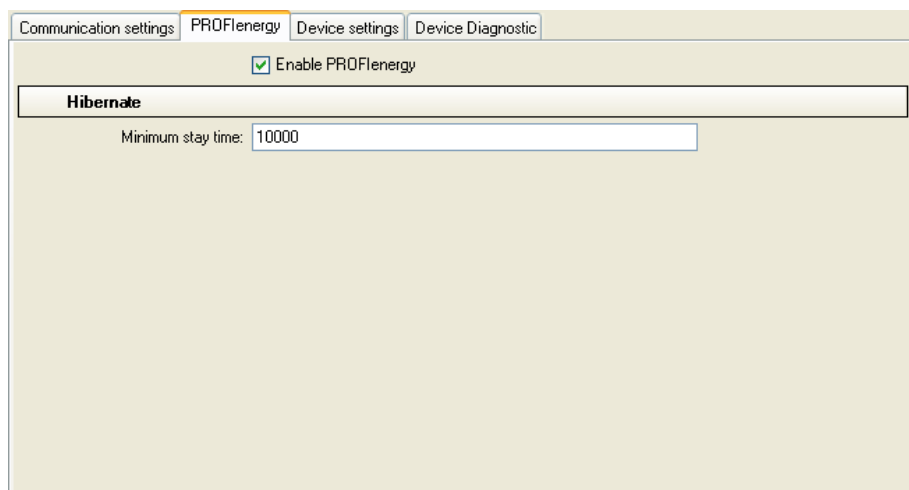 Communication settings PROFIenergy Device settings Device Diagnostic
Enable PROFIenergy
Hibernate
Minimum stay time: 10000